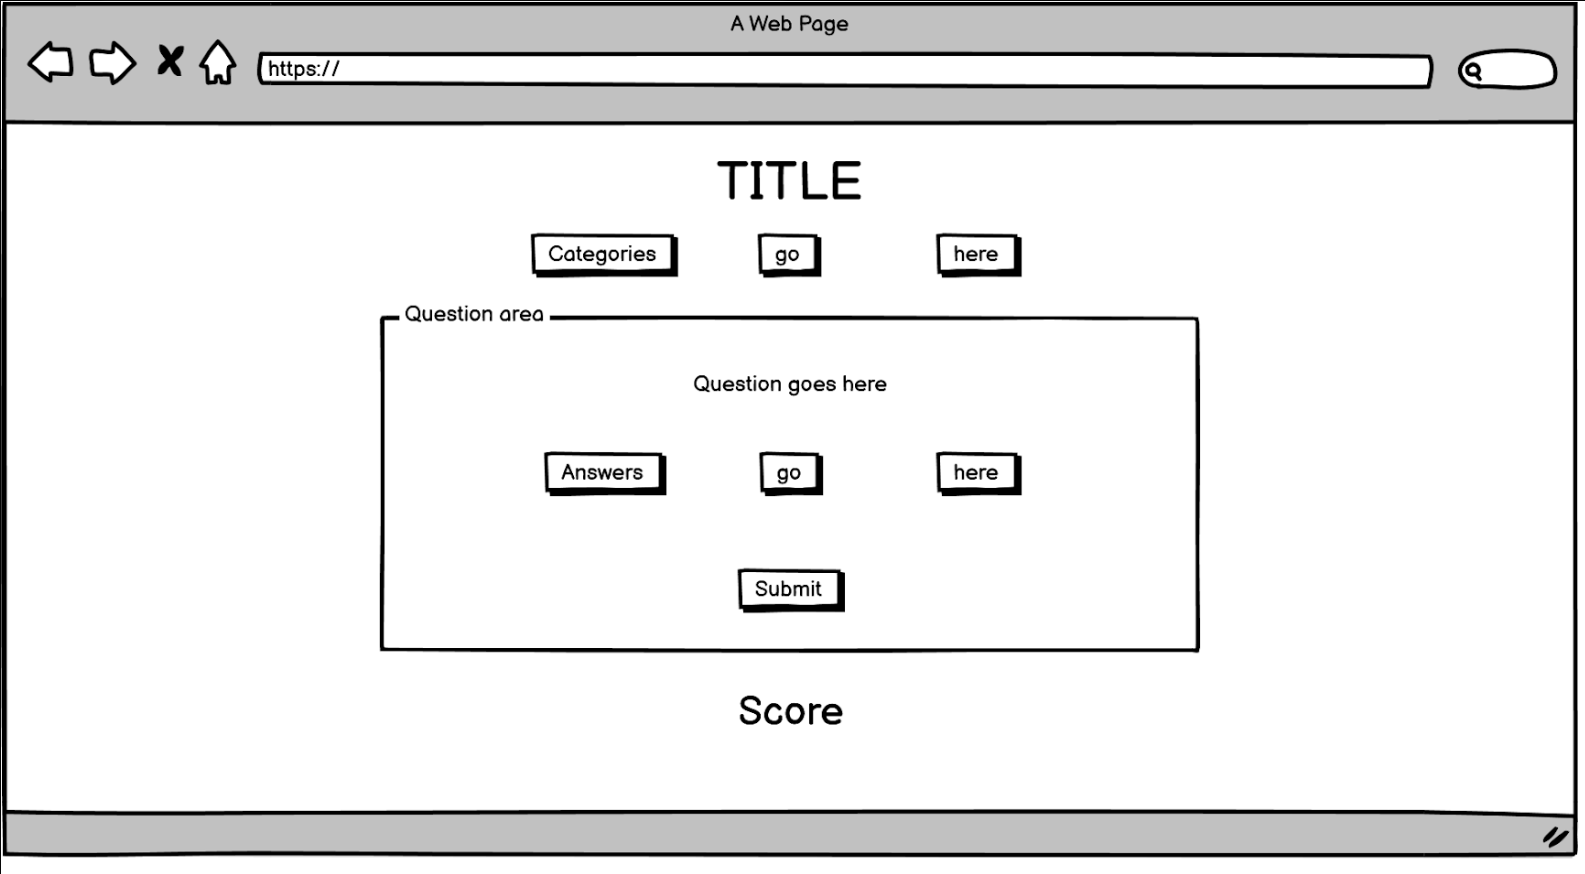 A Web Page
https://
TITLE
Categories go here
Question area
Question goes here
Answers go here
Submit
Score